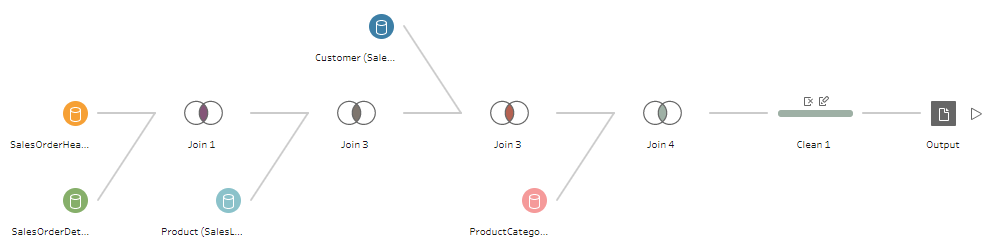 Customer (Sale...
SalesOrderHea...
Join 1
Join 3
Join 3
Join 4
Clean 1
Output
SalesOrderDet...
Product (SalesL...
ProductCatego...